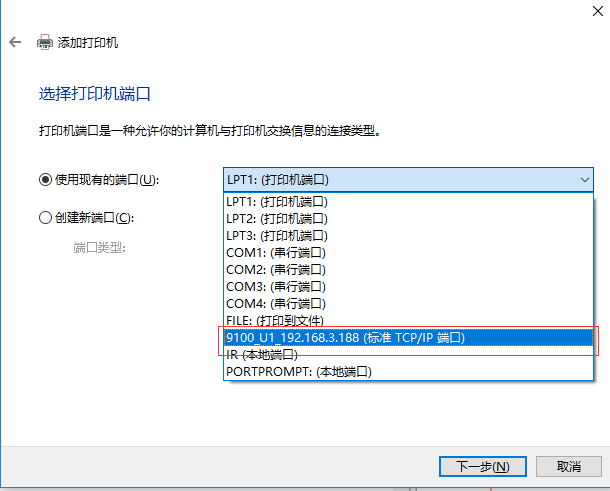 添加打印机
选择打印机端口
打印机端口是一种允许你的计算机与打印机交换信息的连接类型。
使用现有的端口(U):
LPT1: (打印机端口)
LPT1: (打印机端口)
LPT2: (打印机端口)
LPT3: (打印机端口)
COM1: (串行端口)
COM2: (串行端口)
COM3: (串行端口)
COM4: (串行端口)
FILE: (打印到文件)
9100_U1_192.168.3.188 (标准 TCP/IP 端口)
IR (本地端口)
PORTPROMPT: (本地端口)
创建新端口(C):
端口类型:
下一步(N)
取消